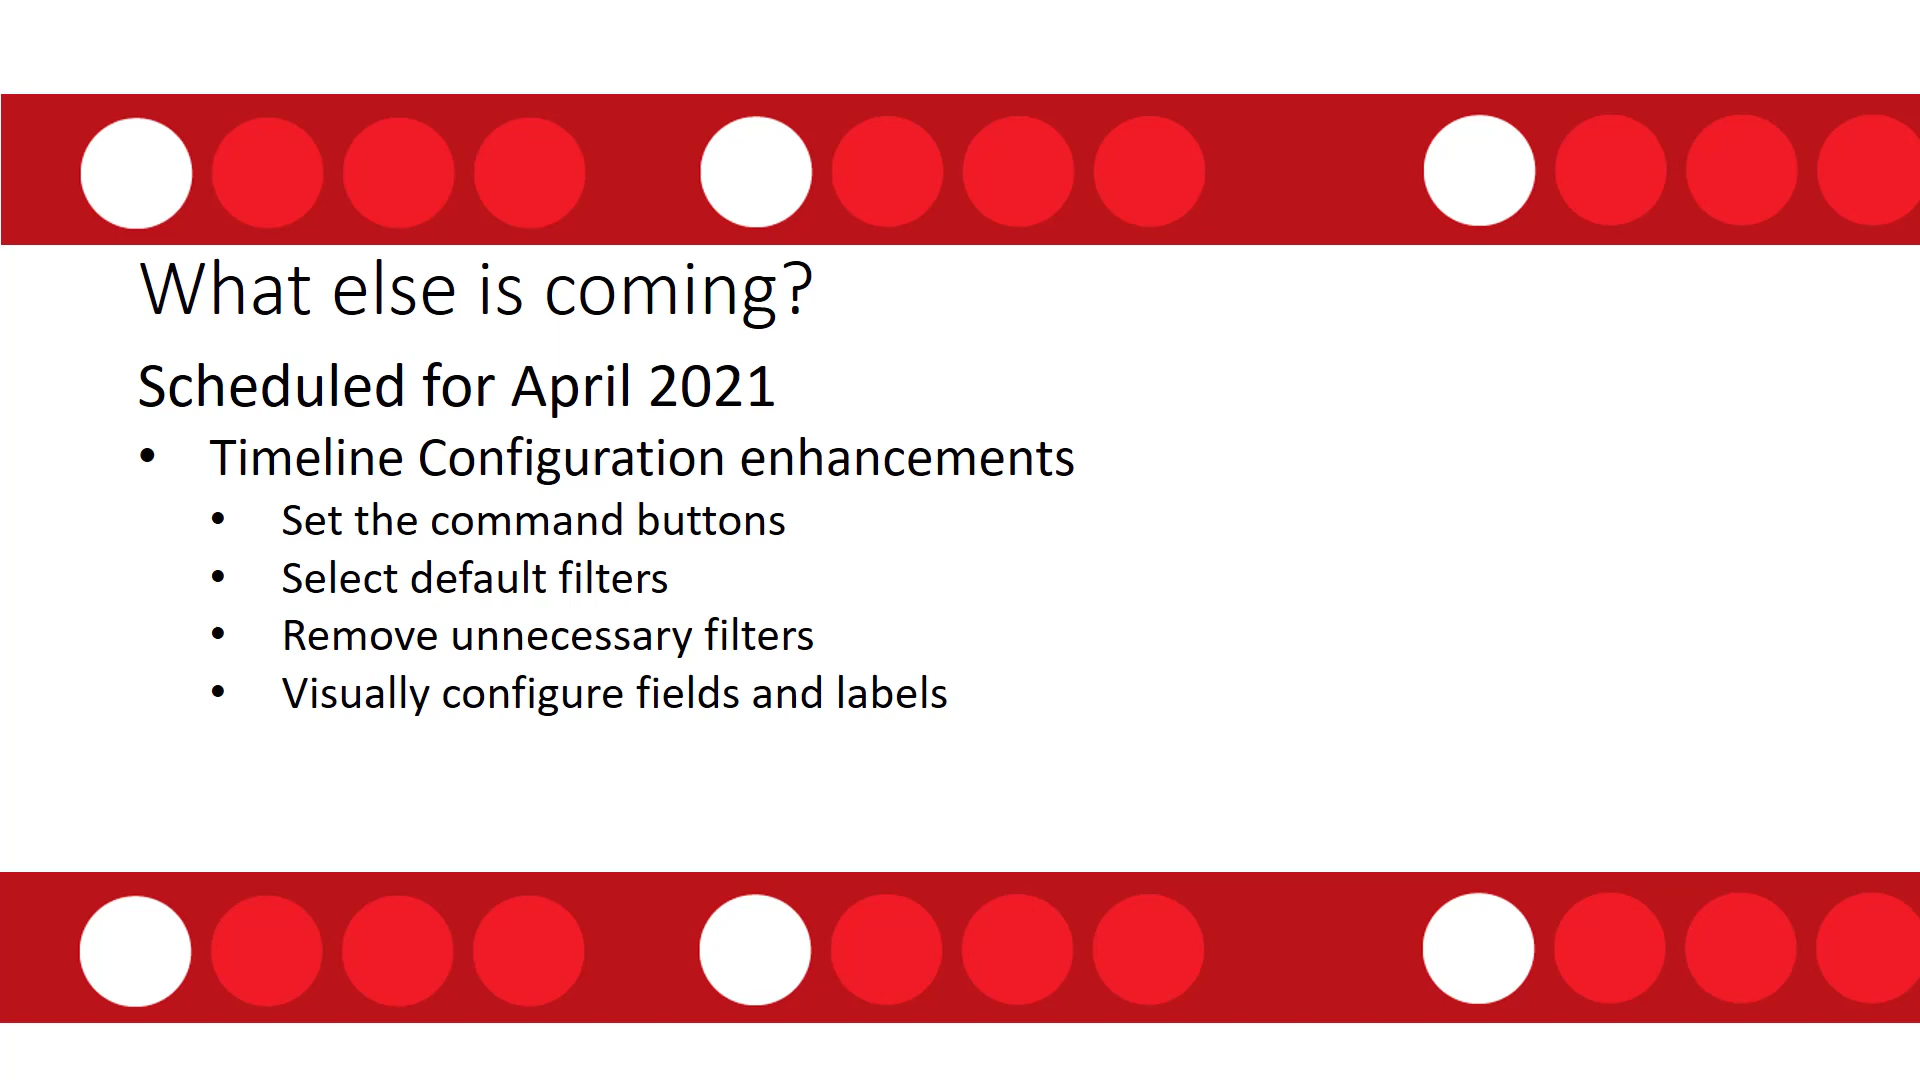 What else is coming?
Scheduled for April 2021
• Timeline Configuration enhancements
• Set the command buttons
• Select default filters
• Remove unnecessary filters
• Visually configure fields and labels